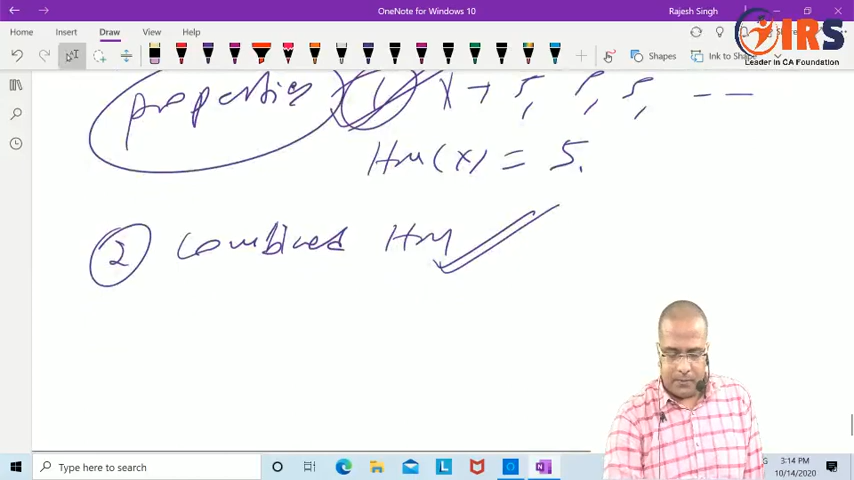 OneNote for Windows 10
Rajesh Singh
Home Insert Draw View Help
Shapes Ink to
IRS
Leader in CA Foundation
properties (1) X → 5, 5, 5, - -
Hm(x) = 5.
(2) Combined Hm
Type here to search
3:14 PM
10/14/2020